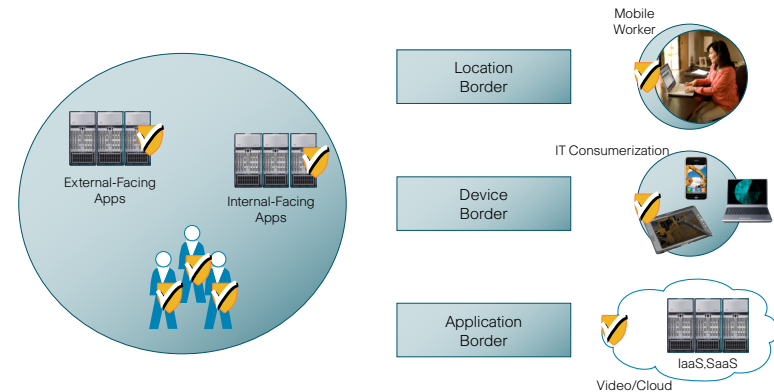 External-Facing
Apps
Internal-Facing
Apps
Location
Border
Mobile
Worker
Device
Border
IT Consumerization
Application
Border
IaaS,SaaS
Video/Cloud